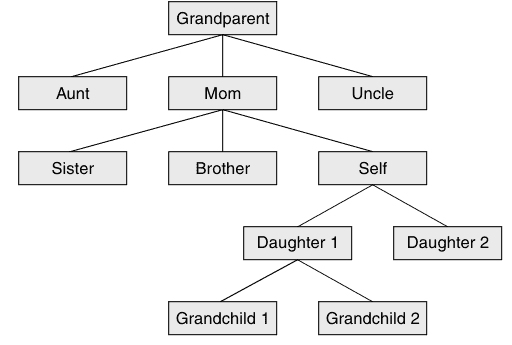 Grandparent
Aunt
Mom
Uncle
Sister
Brother
Self
Daughter 1
Daughter 2
Grandchild 1
Grandchild 2